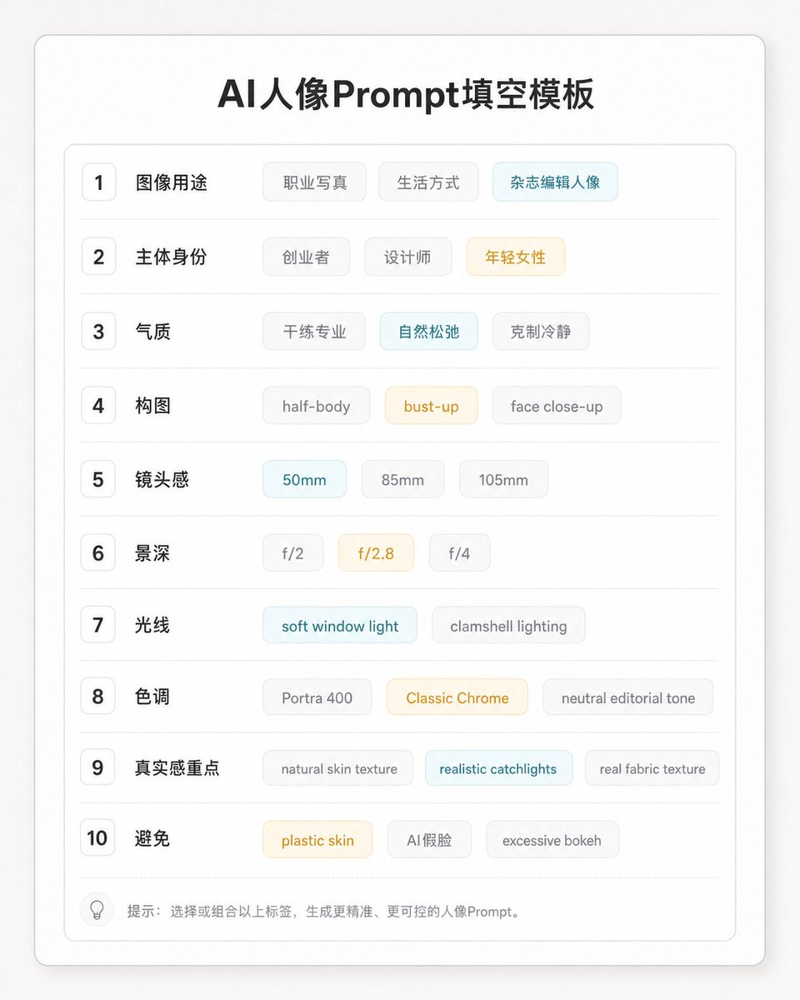 AI人像Prompt填空模板
1 图像用途 职业写真 生活方式 杂志编辑人像
2 主体身份 创业者 设计师 年轻女性
3 气质 干练专业 自然松弛 克制冷静
4 构图 half-body bust-up face close-up
5 镜头感 50mm 85mm 105mm
6 景深 f/2 f/2.8 f/4
7 光线 soft window light clamshell lighting
8 色调 Portra 400 Classic Chrome neutral editorial tone
9 真实感重点 natural skin texture realistic catchlights real fabric texture
10 避免 plastic skin AI假脸 excessive bokeh
提示：选择或组合以上标签，生成更精准、更可控的人像Prompt。